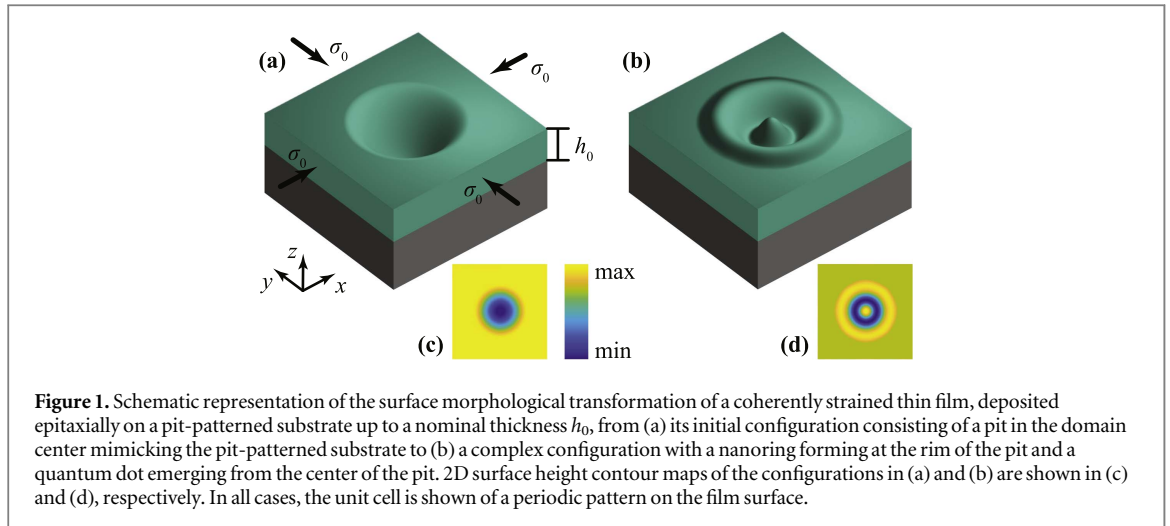 (a)
σ0
σ0
(b)
h0
σ0
σ0
z
y
x
max
min
(c)
(d)
Figure 1. Schematic representation of the surface morphological transformation of a coherently strained thin film, deposited
epitaxially on a pit-patterned substrate up to a nominal thickness h0, from (a) its initial configuration consisting of a pit in the domain
center mimicking the pit-patterned substrate to (b) a complex configuration with a nanoring forming at the rim of the pit and a
quantum dot emerging from the center of the pit. 2D surface height contour maps of the configurations in (a) and (b) are shown in (c)
and (d), respectively. In all cases, the unit cell is shown of a periodic pattern on the film surface.